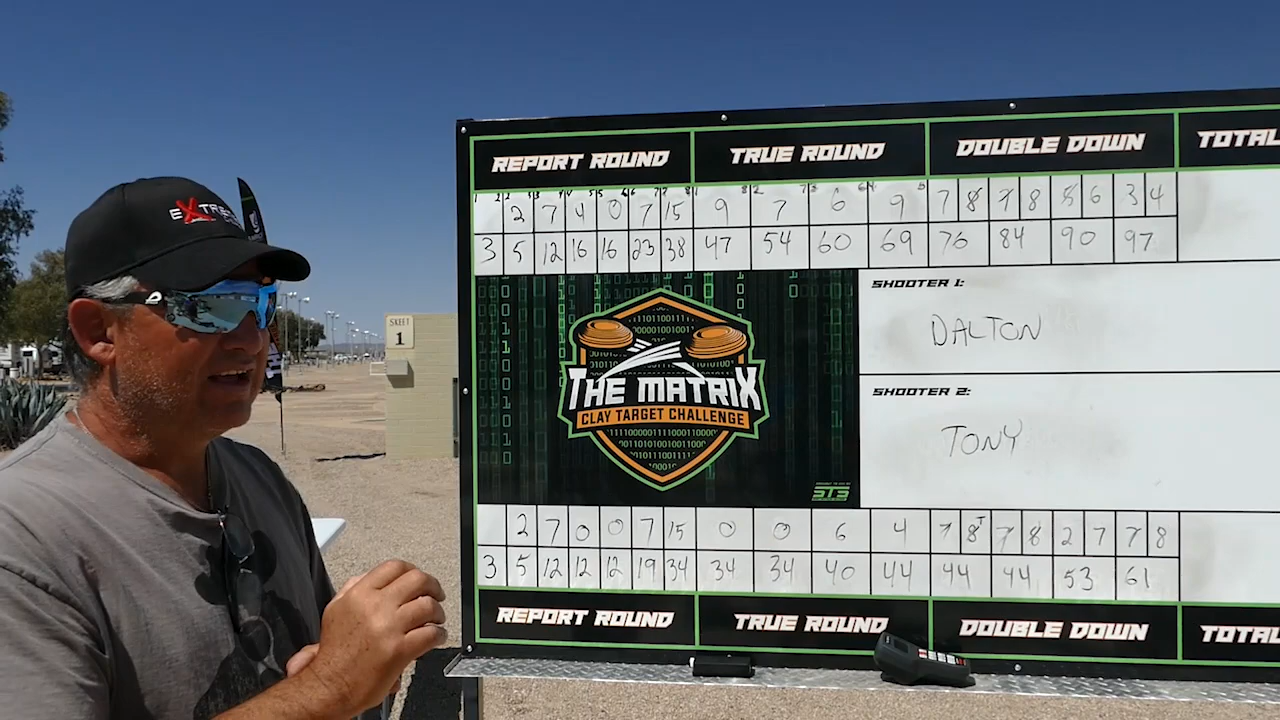 EXTREME
SKEET
1
REPORT ROUND TRUE ROUND DOUBLE DOWN TOTAL
2 7 4 0 7 15 9 7 6 9 7 8 7 8 5 6 3 4
3 5 12 16 16 23 38 47 54 60 69 76 84 90 97
SHOOTER 1:
DALTON
THE MATRIX
CLAY TARGET CHALLENGE
SHOOTER 2:
TONY
2 7 0 0 7 15 0 0 6 4 7 8 7 8 2 7 7 8
3 5 12 12 12 19 34 34 34 40 44 44 44 53 61
REPORT ROUND TRUE ROUND DOUBLE DOWN TOTAL